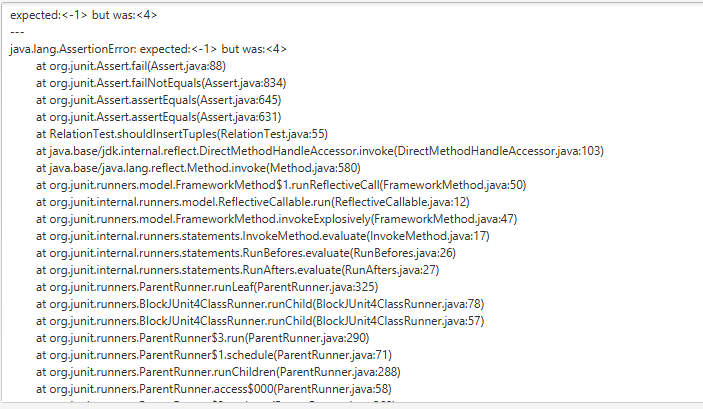 expected:<-1> but was:<4>
---
java.lang.AssertionError: expected:<-1> but was:<4>
at org.junit.Assert.fail(Assert.java:88)
at org.junit.Assert.failNotEquals(Assert.java:834)
at org.junit.Assert.assertEquals(Assert.java:645)
at org.junit.Assert.assertEquals(Assert.java:631)
at RelationTest.shouldInsertTuples(RelationTest.java:55)
at java.base/jdk.internal.reflect.DirectMethodHandleAccessor.invoke(DirectMethodHandleAccessor.java:103)
at java.base/java.lang.reflect.Method.invoke(Method.java:580)
at org.junit.runners.model.FrameworkMethod$1.runReflectiveCall(FrameworkMethod.java:50)
at org.junit.internal.runners.model.ReflectiveCallable.run(ReflectiveCallable.java:12)
at org.junit.runners.model.FrameworkMethod.invokeExplosively(FrameworkMethod.java:47)
at org.junit.internal.runners.statements.InvokeMethod.evaluate(InvokeMethod.java:17)
at org.junit.internal.runners.statements.RunBefores.evaluate(RunBefores.java:26)
at org.junit.internal.runners.statements.RunAfters.evaluate(RunAfters.java:27)
at org.junit.runners.ParentRunner.runLeaf(ParentRunner.java:325)
at org.junit.runners.BlockJUnit4ClassRunner.runChild(BlockJUnit4ClassRunner.java:78)
at org.junit.runners.BlockJUnit4ClassRunner.runChild(BlockJUnit4ClassRunner.java:57)
at org.junit.runners.ParentRunner$3.run(ParentRunner.java:290)
at org.junit.runners.ParentRunner$1.schedule(ParentRunner.java:71)
at org.junit.runners.ParentRunner.runChildren(ParentRunner.java:288)
at org.junit.runners.ParentRunner.access$000(ParentRunner.java:58)